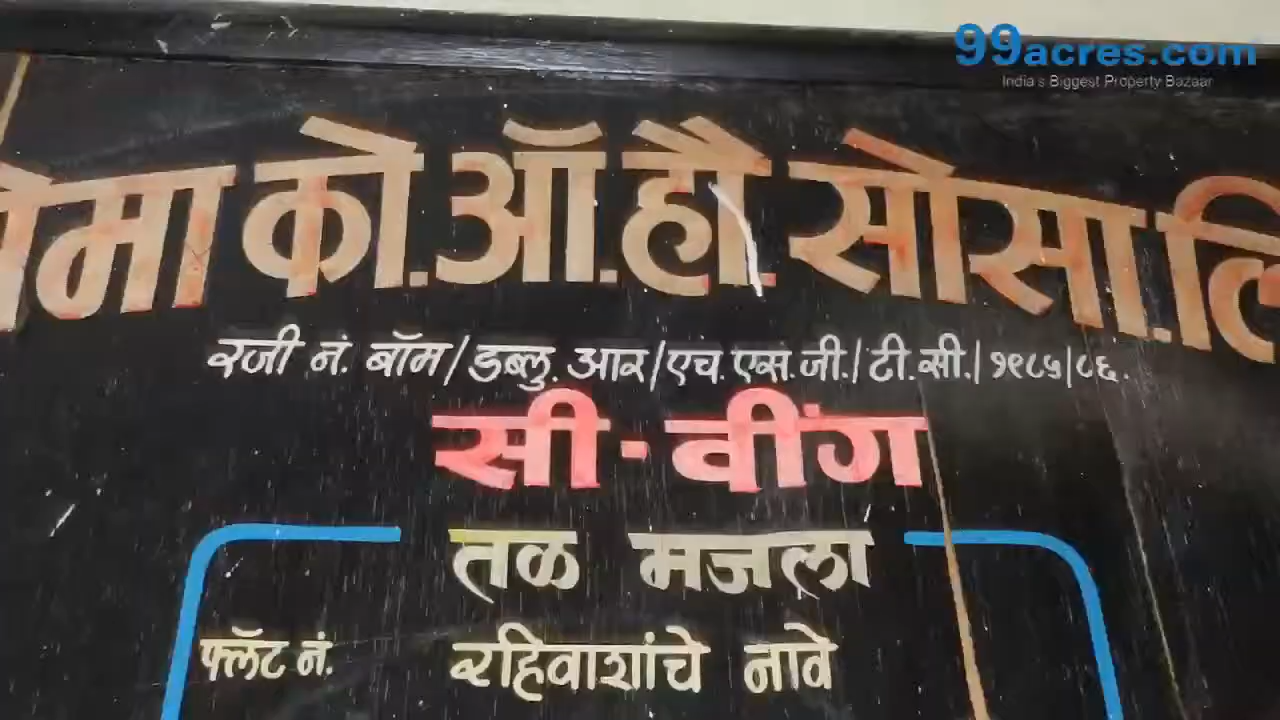 99acres.com
India's Biggest Property Bazaar
को.ऑ.हौ.सोसा.लि
रजी नं. बॉम/डब्लु.आर/एच.एस.जी./टी.सी./१९८५/८६.
सी-वींग
तळ मजला
फ्लॅट नं. रहिवाशांचे नावे